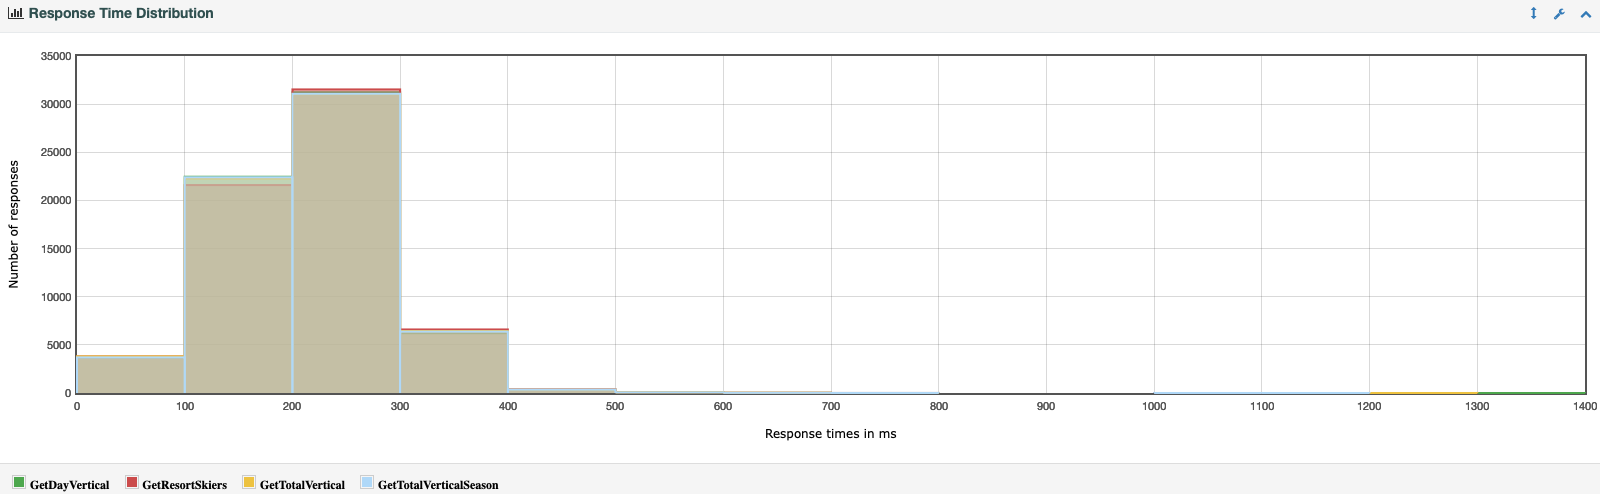 Response Time Distribution
35000
30000
25000
20000
15000
10000
5000
0
Number of responses
0 100 200 300 400 500 600 700 800 900 1000 1100 1200 1300 1400
Response times in ms
GetDayVertical GetResortSkiers GetTotalVertical GetTotalVerticalSeason